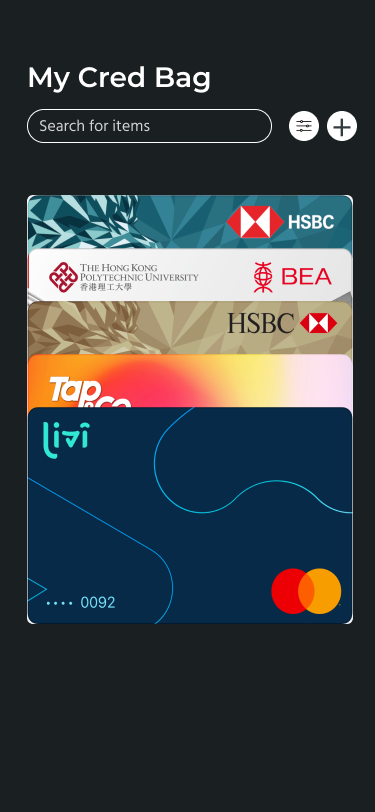 My Cred Bag
Search for items
HSBC
THE HONG KONG
POLYTECHNIC UNIVERSITY
香港理工大學
BEA
HSBC
Tap
& Co
livi
•••• 0092